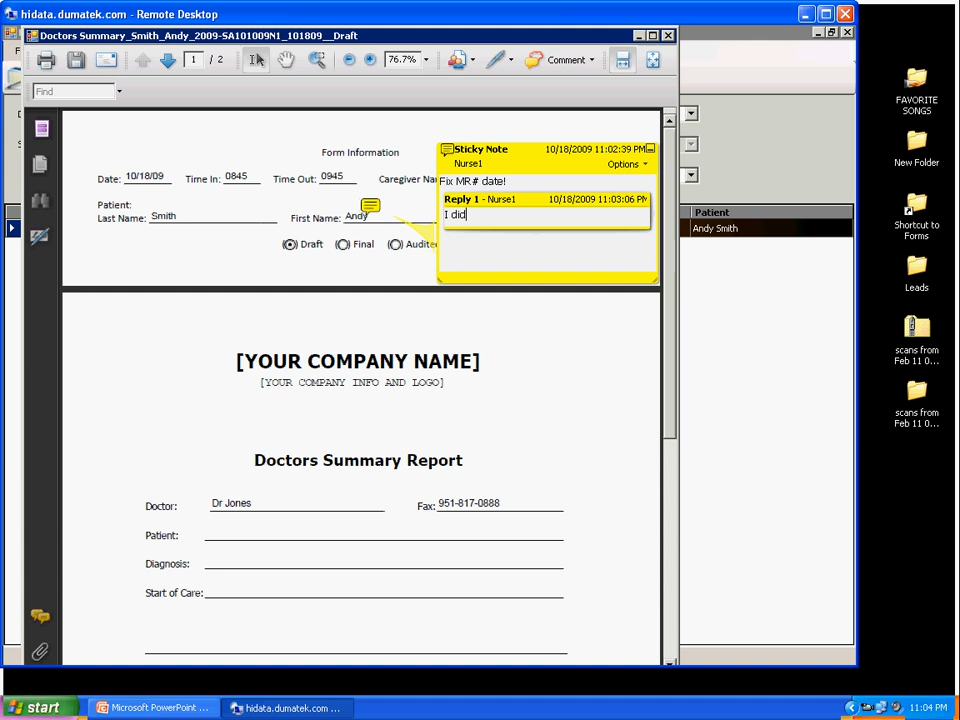 hidata.dumatek.com - Remote Desktop
Doctors Summary_Smith_Andy_2009-SA101009N1_101809__Draft
1 / 2
76.7%
Comment
Find
Form Information
Date: 10/18/09 Time In: 0845 Time Out: 0945 Caregiver Nam
Patient:
Last Name: Smith First Name: Andy
Draft Final Audite
Sticky Note 10/18/2009 11:02:39 PM
Nurse1 Options
Fix MR# date!
Reply 1 - Nurse1 10/18/2009 11:03:06 PM
I did
Patient
Andy Smith
[YOUR COMPANY NAME]
[YOUR COMPANY INFO AND LOGO]
Doctors Summary Report
Doctor: Dr Jones Fax: 951-817-0888
Patient:
Diagnosis:
Start of Care:
FAVORITE
SONGS
New Folder
Shortcut to
Forms
Leads
scans from
Feb 11 0...
scans from
Feb 11 0...
start
Microsoft PowerPoint ...
hidata.dumatek.com ...
11:04 PM